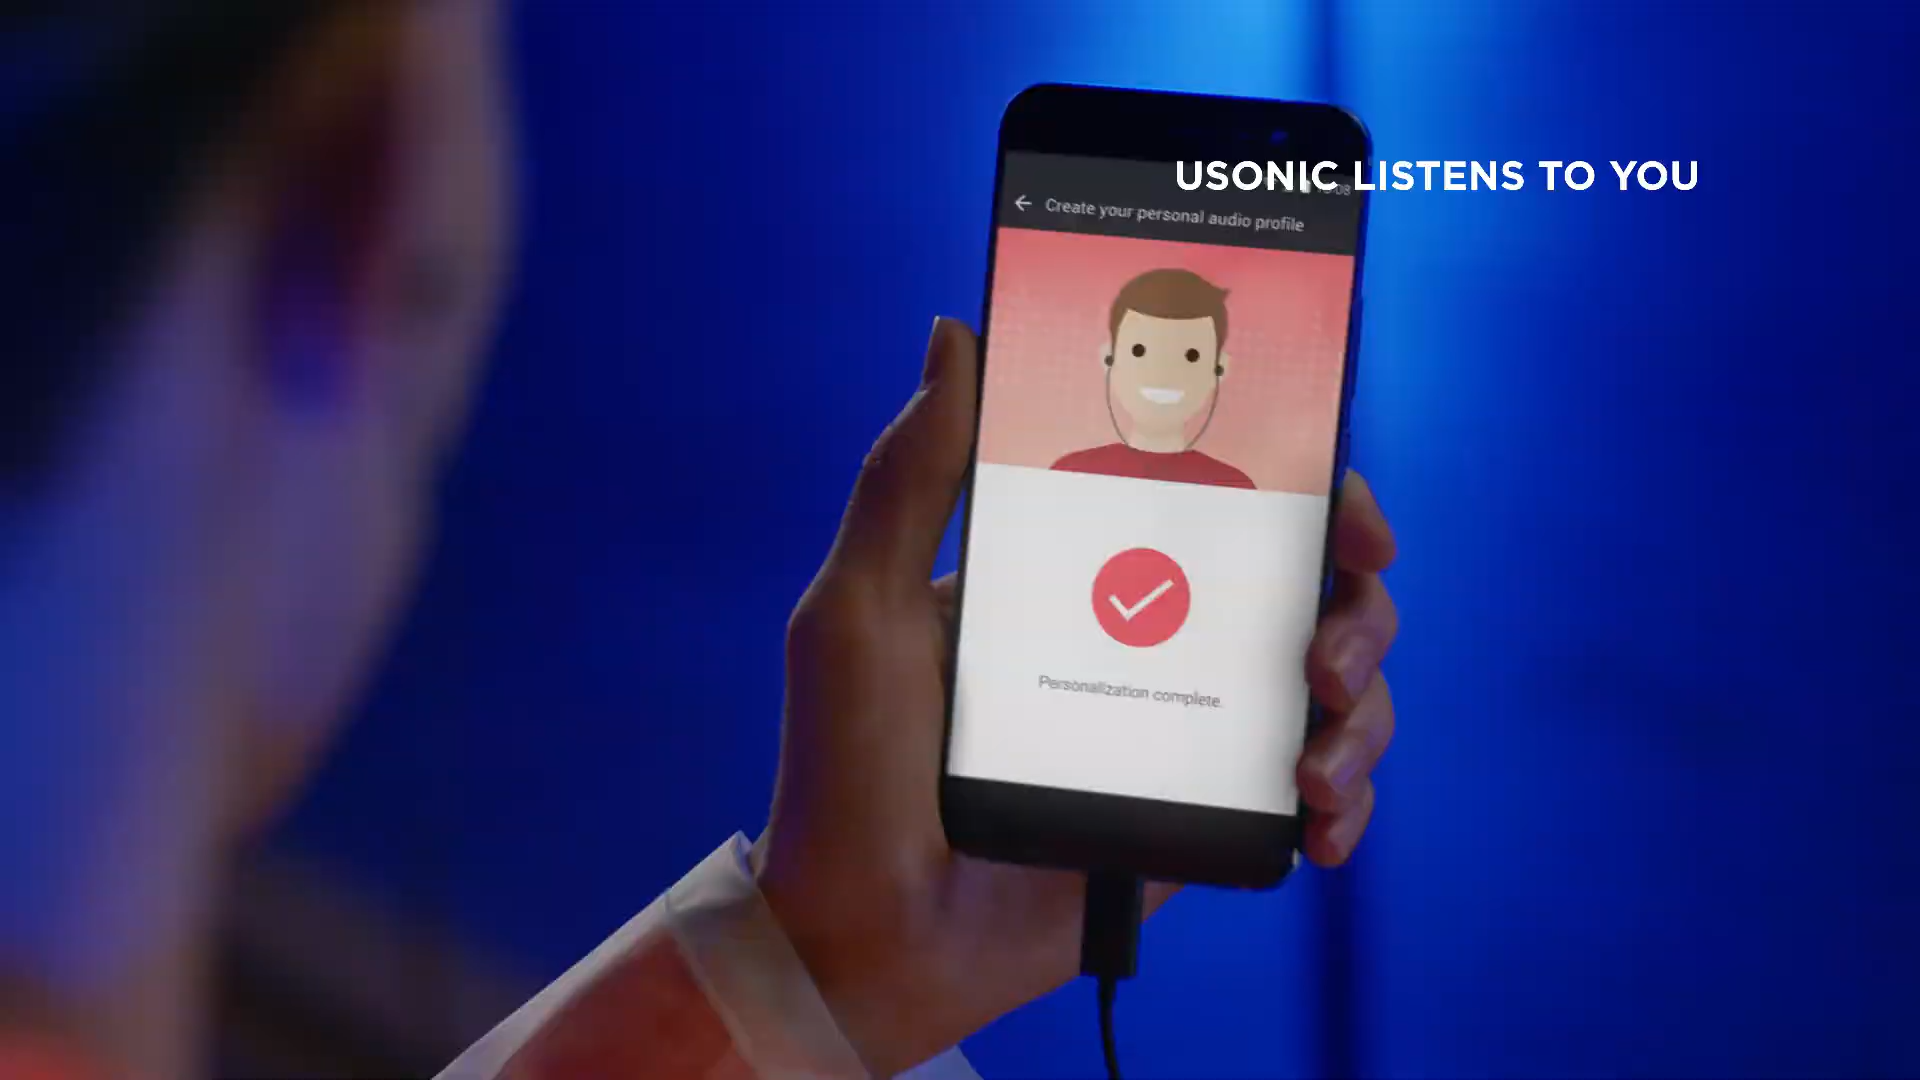 USONIC LISTENS TO YOU
Create your personal audio profile
Personalization complete.